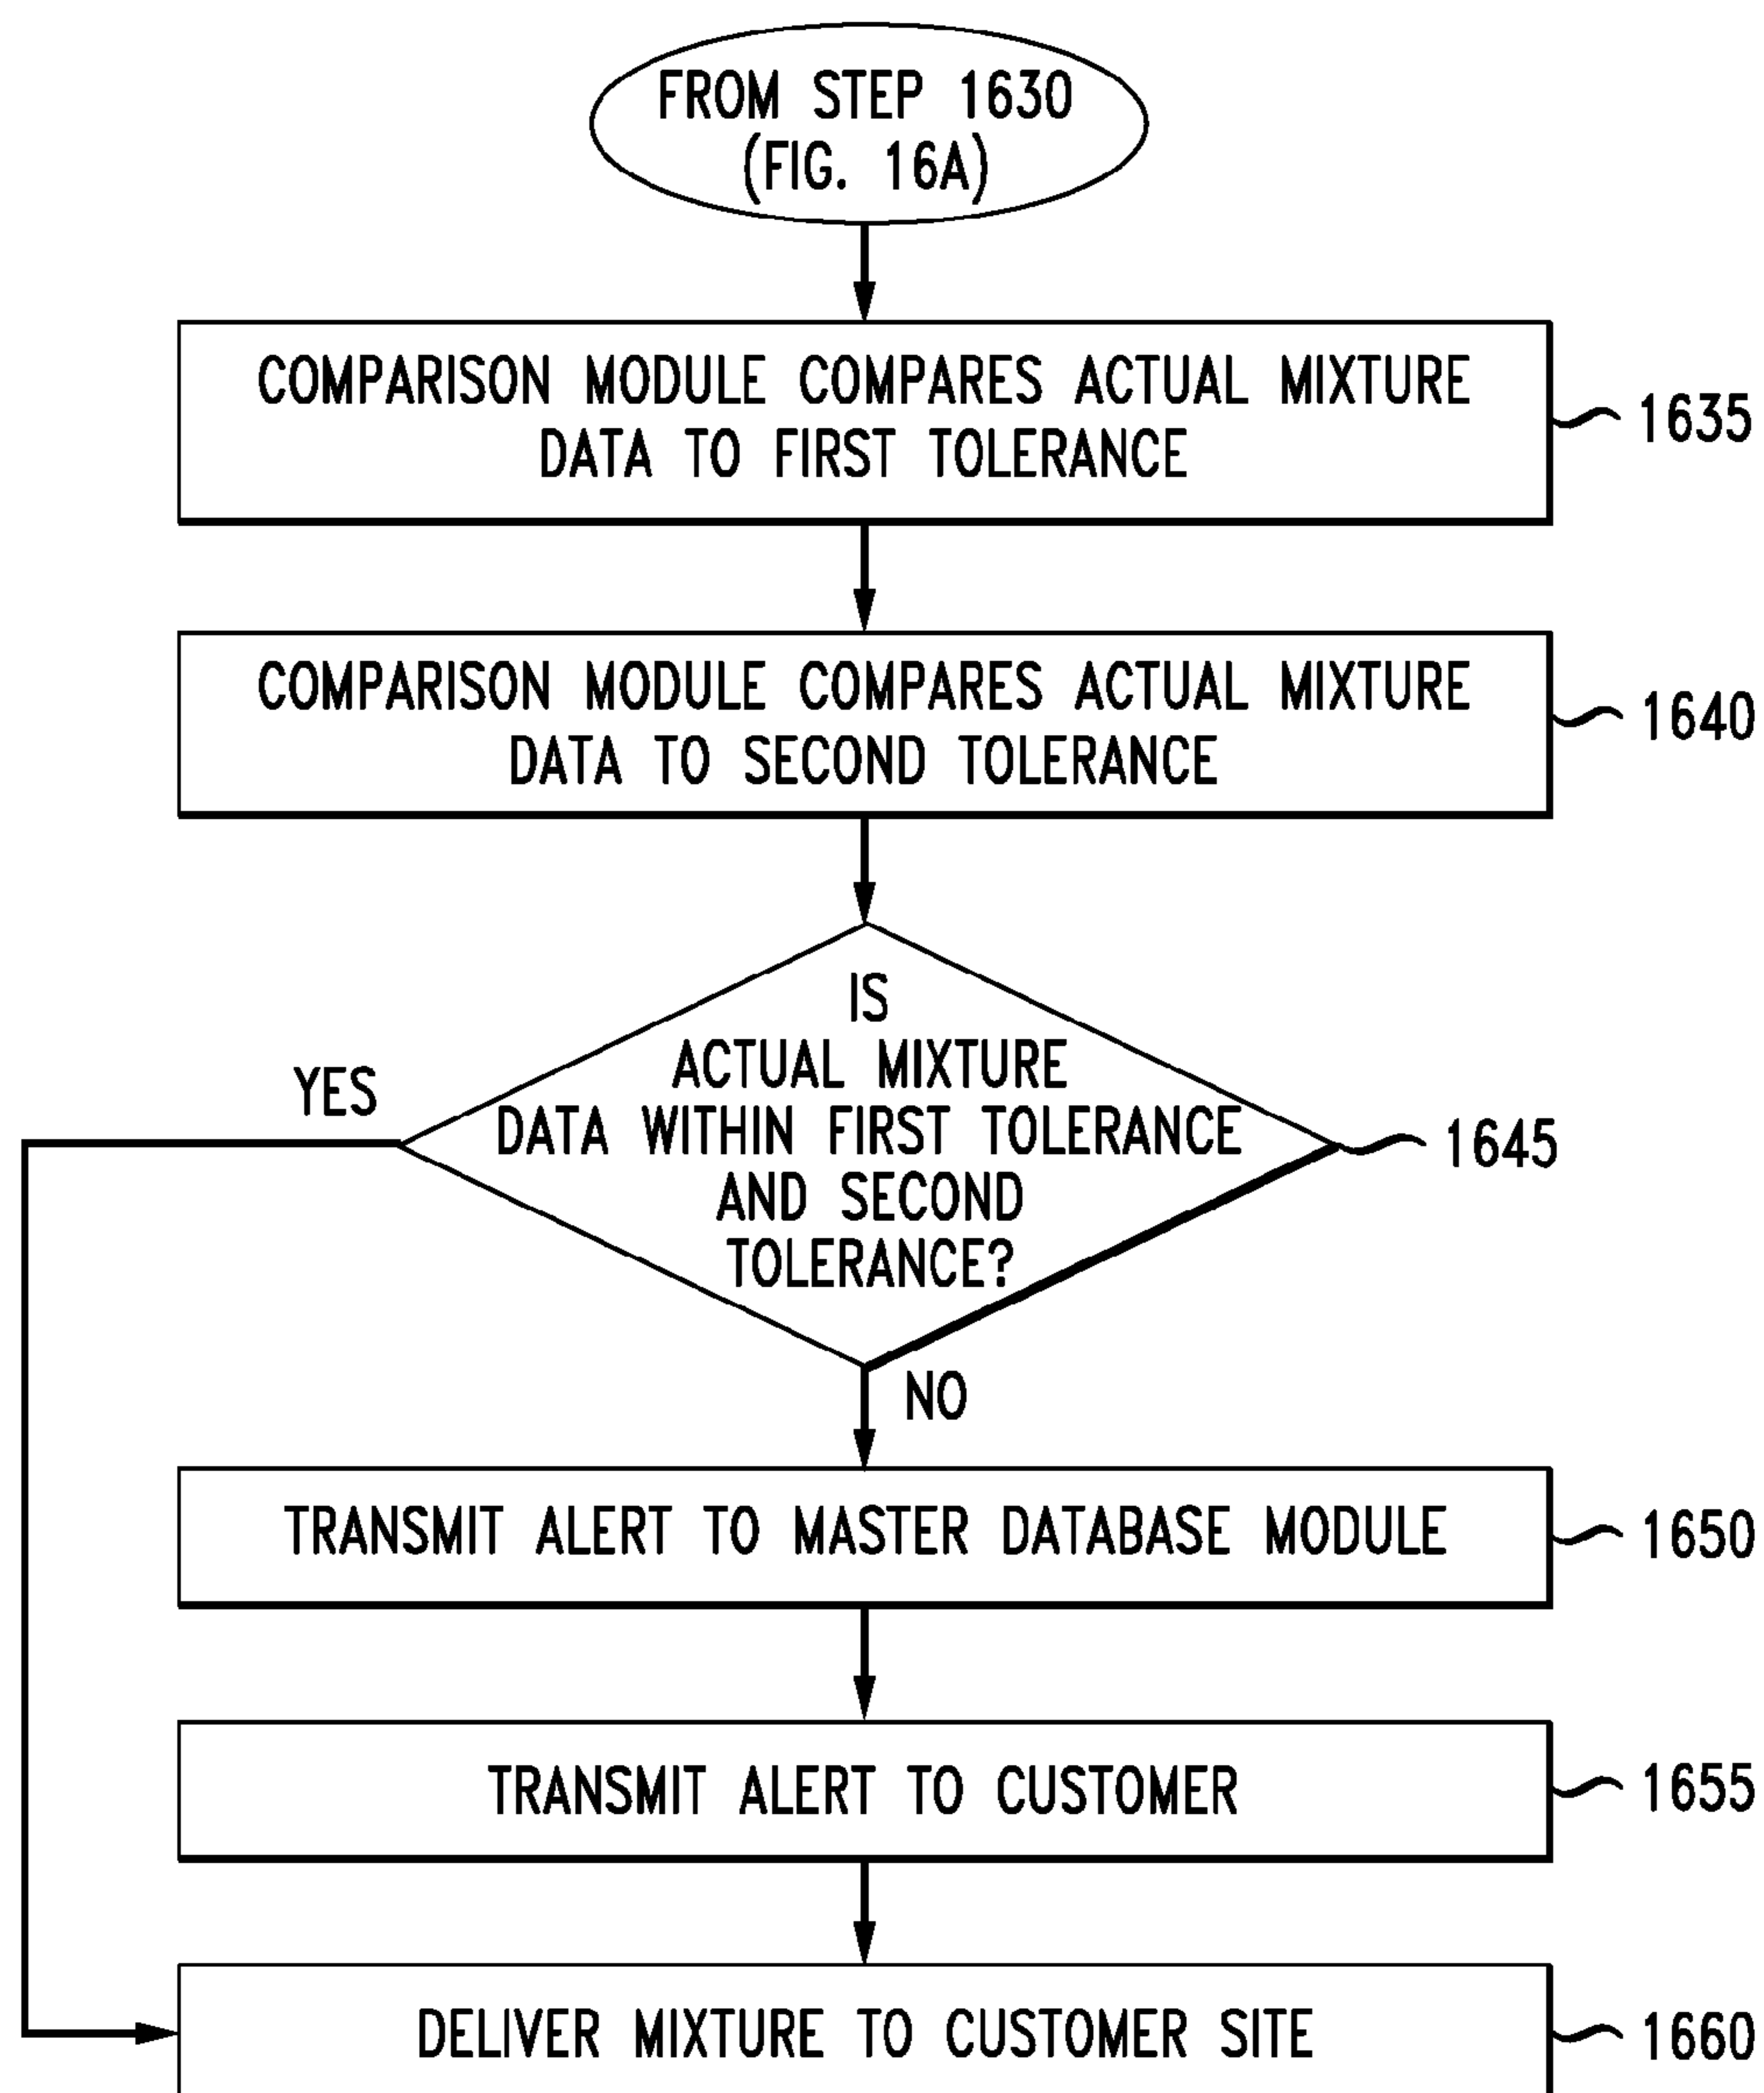 FROM STEP 1630
(FIG. 16A)
COMPARISON MODULE COMPARES ACTUAL MIXTURE
DATA TO FIRST TOLERANCE
1635
COMPARISON MODULE COMPARES ACTUAL MIXTURE
DATA TO SECOND TOLERANCE
1640
IS
ACTUAL MIXTURE
DATA WITHIN FIRST TOLERANCE
AND SECOND
TOLERANCE?
YES
1645
NO
TRANSMIT ALERT TO MASTER DATABASE MODULE
1650
TRANSMIT ALERT TO CUSTOMER
1655
DELIVER MIXTURE TO CUSTOMER SITE
1660